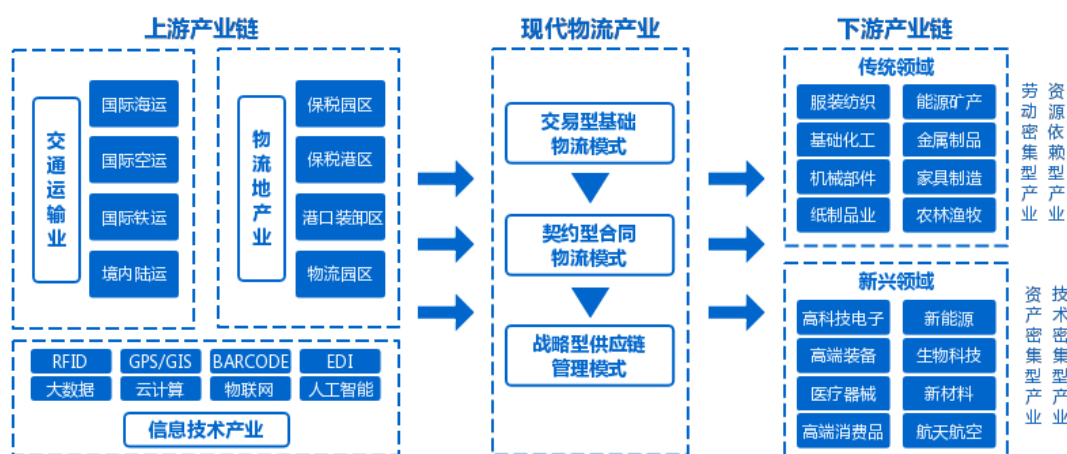 上游产业链
交通运输业
国际海运
国际空运
国际铁运
境内陆运
物流地产业
保税园区
保税港区
港口装卸区
物流园区
RFID
GPS/GIS
BARCODE
EDI
大数据
云计算
物联网
人工智能
信息技术产业
现代物流产业
交易型基础
物流模式
契约型合同
物流模式
战略型供应链
管理模式
下游产业链
传统领域
服装纺织
能源矿产
基础化工
金属制品
机械部件
家具制造
纸制品业
农林渔牧
劳动密集型产业
资源依赖型产业
新兴领域
高科技电子
新能源
高端装备
生物科技
医疗器械
新材料
高端消费品
航天航空
资产密集型产业
技术密集型产业